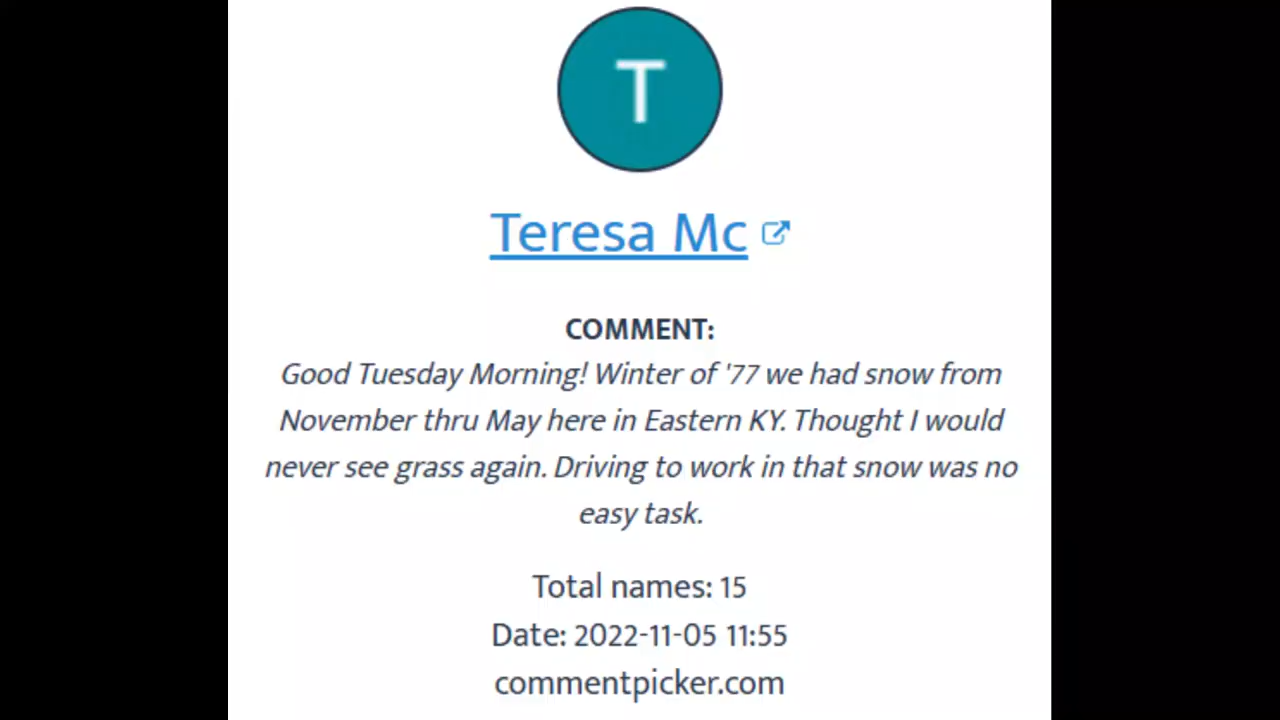 T
Teresa Mc
COMMENT:
Good Tuesday Morning! Winter of '77 we had snow from
November thru May here in Eastern KY. Thought I would
never see grass again. Driving to work in that snow was no
easy task.
Total names: 15
Date: 2022-11-05 11:55
commentpicker.com